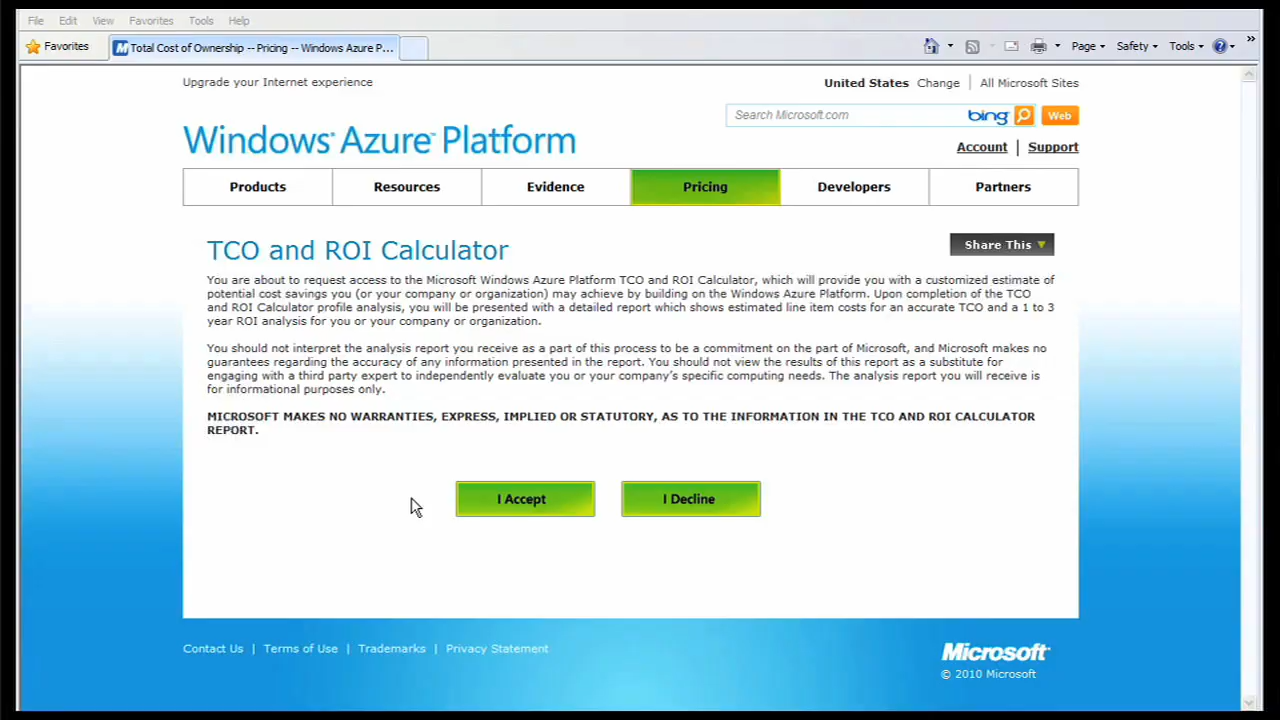 File Edit View Favorites Tools Help
Favorites Total Cost of Ownership -- Pricing -- Windows Azure P... Page Safety Tools
Upgrade your Internet experience United States Change | All Microsoft Sites
Search Microsoft.com bing Web
Windows® Azure™ Platform
Account | Support
Products Resources Evidence Pricing Developers Partners
TCO and ROI Calculator Share This
You are about to request access to the Microsoft Windows Azure Platform TCO and ROI Calculator, which will provide you with a customized estimate of
potential cost savings you (or your company or organization) may achieve by building on the Windows Azure Platform. Upon completion of the TCO
and ROI Calculator profile analysis, you will be presented with a detailed report which shows estimated line item costs for an accurate TCO and a 1 to 3
year ROI analysis for you or your company or organization.
You should not interpret the analysis report you receive as a part of this process to be a commitment on the part of Microsoft, and Microsoft makes no
guarantees regarding the accuracy of any information presented in the report. You should not view the results of this report as a substitute for
engaging with a third party expert to independently evaluate you or your company's specific computing needs. The analysis report you will receive is
for informational purposes only.
MICROSOFT MAKES NO WARRANTIES, EXPRESS, IMPLIED OR STATUTORY, AS TO THE INFORMATION IN THE TCO AND ROI CALCULATOR
REPORT.
I Accept I Decline
Contact Us | Terms of Use | Trademarks | Privacy Statement Microsoft®
© 2010 Microsoft